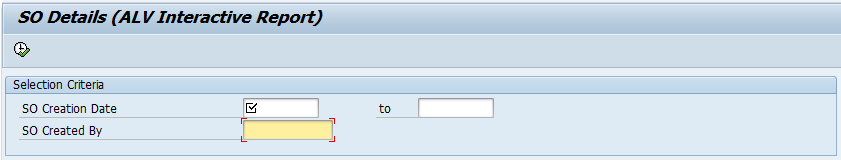 SO Details (ALV Interactive Report)
Selection Criteria
SO Creation Date to
SO Created By